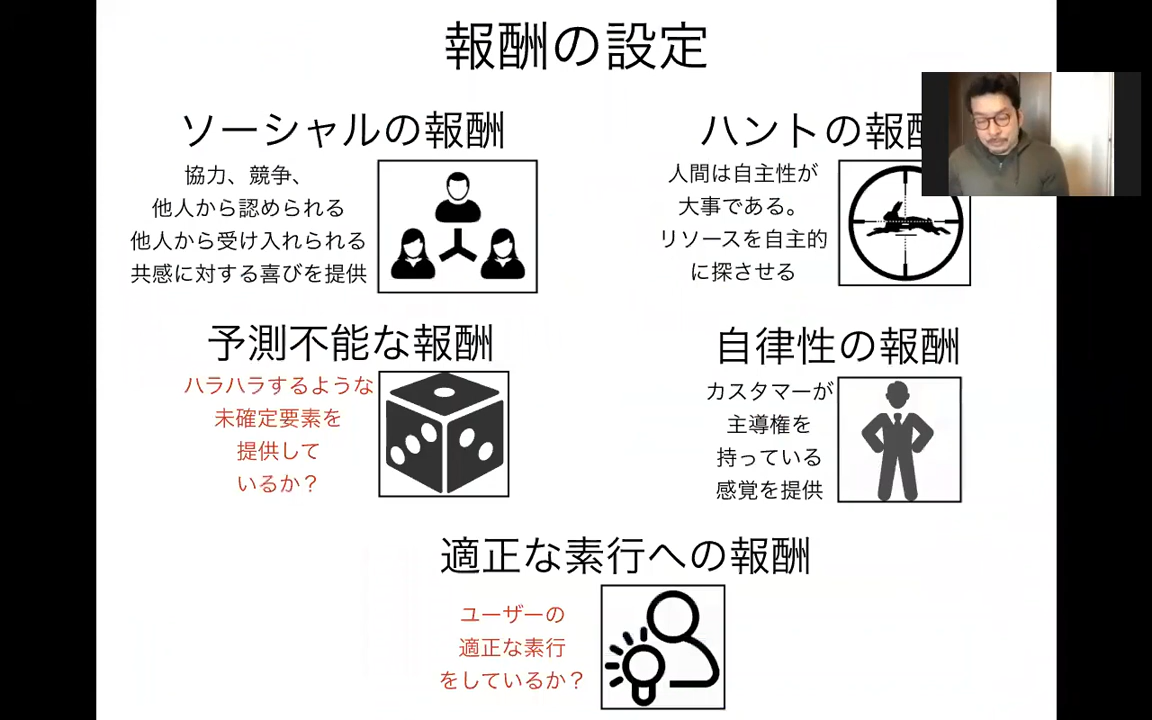 報酬の設定
ソーシャルの報酬
協力、競争、
他人から認められる
他人から受け入れられる
共感に対する喜びを提供
ハントの報酬
人間は自主性が
大事である。
リソースを自主的
に探させる
予測不能な報酬
ハラハラするような
未確定要素を
提供して
いるか？
自律性の報酬
カスタマーが
主導権を
持っている
感覚を提供
適正な素行への報酬
ユーザーの
適正な素行
をしているか？